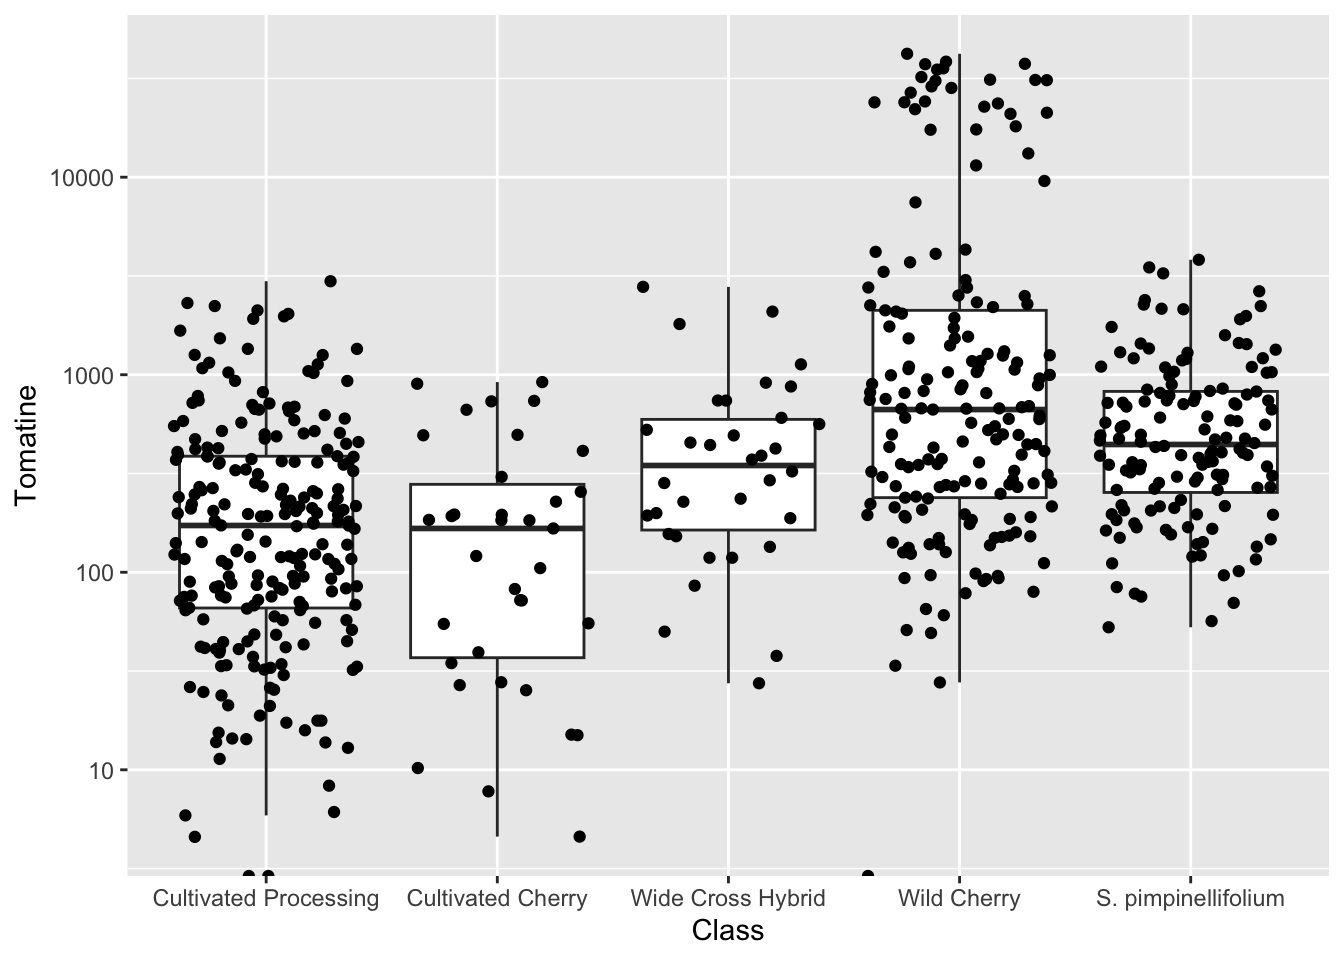 Tomatine
10000
1000
100
10
Cultivated Processing
Cultivated Cherry
Wide Cross Hybrid
Wild Cherry
S. pimpinellifolium
Class